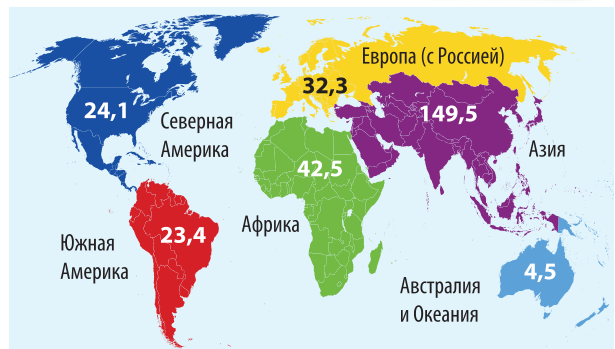 Европа (с Россией)
32,3
24,1
149,5
Северная
Америка
Азия
42,5
Африка
23,4
Южная
Америка
4,5
Австралия
и Океания